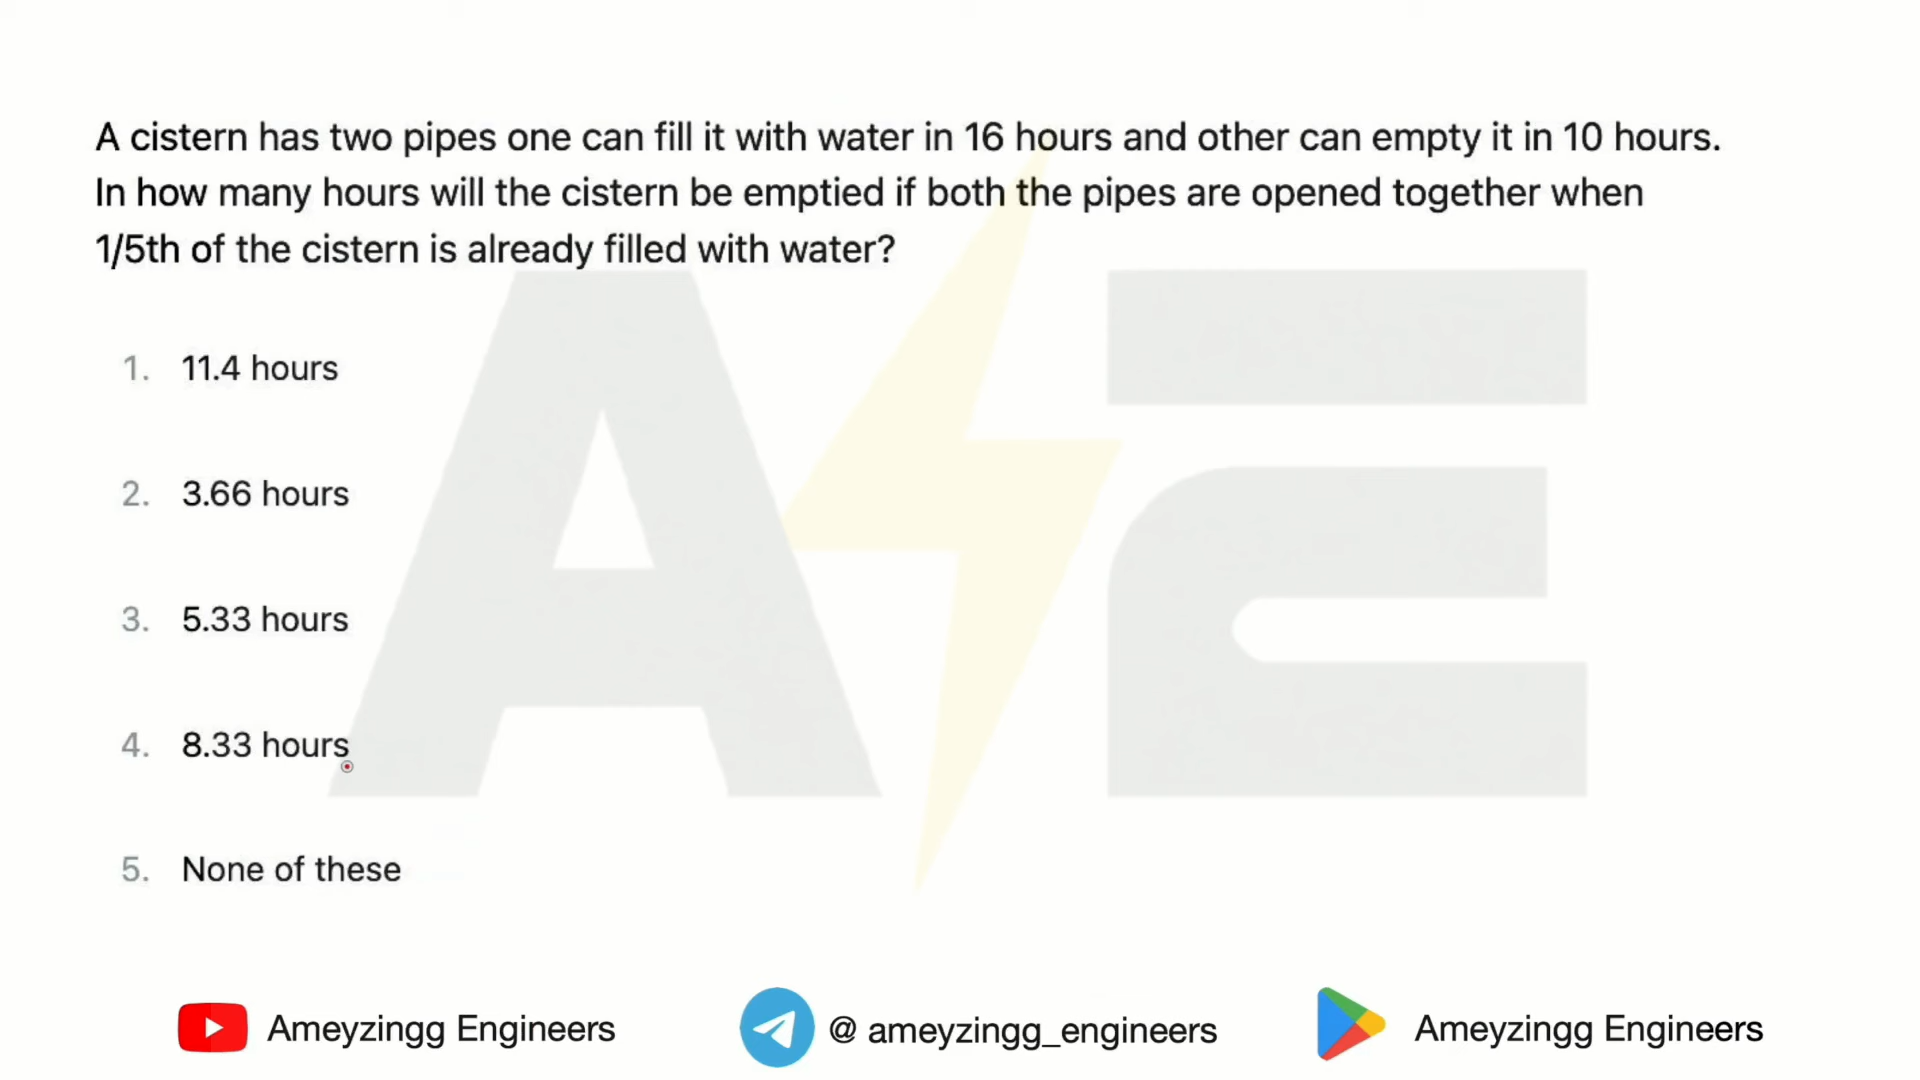 A cistern has two pipes one can fill it with water in 16 hours and other can empty it in 10 hours.
In how many hours will the cistern be emptied if both the pipes are opened together when
1/5th of the cistern is already filled with water?
1. 11.4 hours
2. 3.66 hours
3. 5.33 hours
4. 8.33 hours
5. None of these
AE
Ameyzingg Engineers
@ ameyzingg_engineers
Ameyzingg Engineers